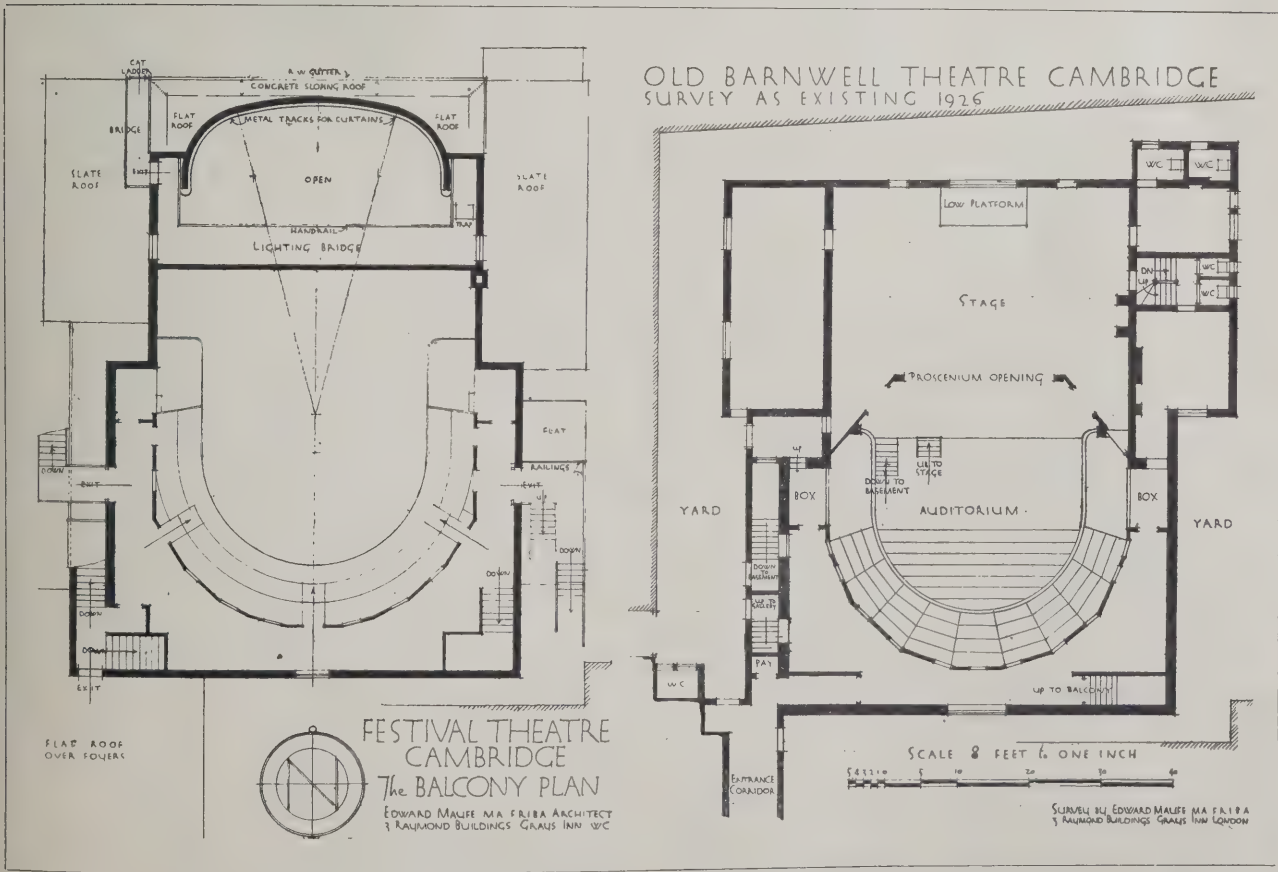 CAT
LADDER
R W GUTTER
CONCRETE SLOPING ROOF
FLAT
ROOF
METAL TRACKS FOR CURTAINS
FLAT
ROOF
BRIDGE
EXIT
SLATE
ROOF
OPEN
SLATE
ROOF
TRAP
HANDRAIL
LIGHTING BRIDGE
FLAT
RAILINGS
DOWN
EXIT
EXIT
UP
DOWN
DOWN
DOWN
DOWN
EXIT
FLAT ROOF
OVER FOYERS
N
FESTIVAL THEATRE
CAMBRIDGE
The BALCONY PLAN
EDWARD MAUFE MA FRIBA ARCHITECT
3 RAYMOND BUILDINGS GRAYS INN WC
OLD BARNWELL THEATRE CAMBRIDGE
SURVEY AS EXISTING 1926
WC
WC
LOW PLATFORM
DN
UP
WC
WC
STAGE
PROSCENIUM OPENING
UP
DOWN TO
BASEMENT
UP TO
STAGE
BOX
BOX
YARD
AUDITORIUM
YARD
DOWN
TO
BASEMENT
UP TO
GALLERY
PAY
WC
UP TO BALCONY
ENTRANCE
CORRIDOR
SCALE 8 FEET to ONE INCH
5 4 3 2 1 0 5 10 20 30 40
SURVEY BY EDWARD MAUFE MA FRIBA
3 RAYMOND BUILDINGS GRAYS INN LONDON